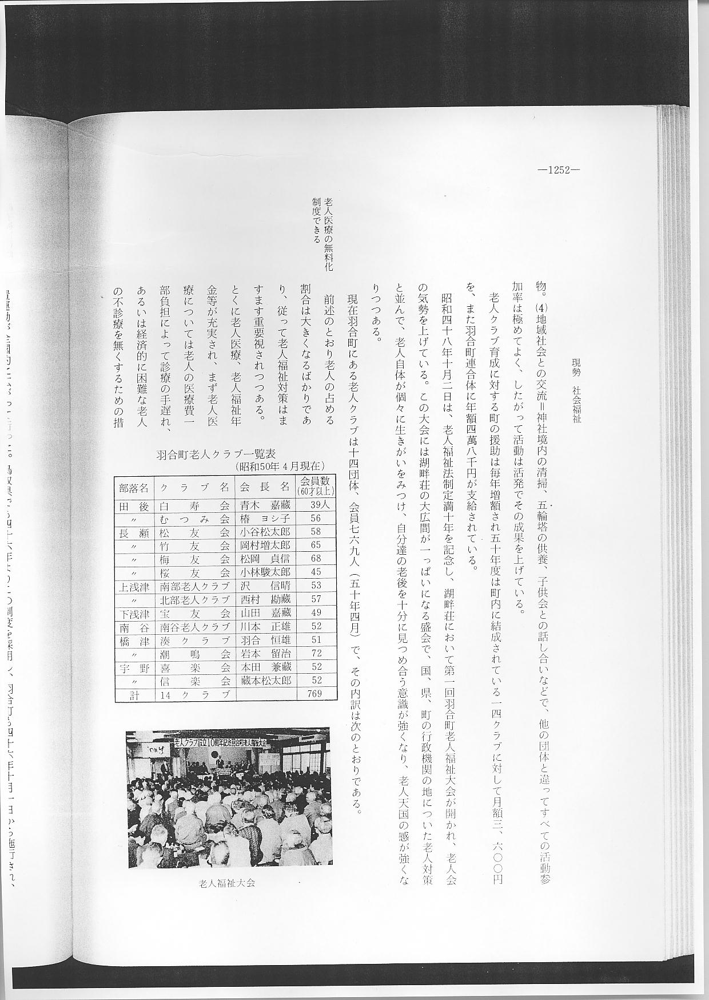 —1252—
現勢　社会福祉
物。⑷地域社会との交流＝神社境内の清掃、五輪塔の供養、子供会との話し合いなどで、他の団体と違ってすべての活動参
加率は極めてよく、したがって活動は活発でその成果を上げている。
老人クラブ育成に対する町の援助は毎年増額され五十年度は町内に結成されている一四クラブに対して月額三、六〇〇円
を、また羽合町連合体に年額四萬八千円が支給されている。
昭和四十八年十月二日は、老人福祉法制定満十年を記念し、湖畔荘において第一回羽合町老人福祉大会が開かれ、老人会
の気勢を上げている。この大会には湖畔荘の大広間が一っぱいになる盛会で、国、県、町の行政機関の地についた老人対策
と並んで、老人自体が個々に生きがいをみつけ、自分達の老後を十分に見つめ合う意識が強くなり、老人天国の感が強くな
りつつある。
現在羽合町にある老人クラブは十四団体、会員七六九人（五十年四月）で、その内訳は次のとおりである。
老人医療の無料化
制度できる
前述のとおり老人の占める
割合は大きくなるばかりであ
り、従って老人福祉対策はま
すます重要視されつつある。
とくに老人医療、老人福祉年
金等が充実され、まず老人医
療については老人の医療費一
部負担によって診療の手遅れ、
あるいは経済的に困難な老人
の不診療を無くするための措
羽合町老人クラブ一覧表
（昭和50年４月現在）
部落名　クラブ名　会長名　会員数（60才以上）
田後　白寿会　青木　嘉藏　39人
〃　むつみ会　椿　ヨシ子　56
長瀬　松友会　小谷松太郎　58
〃　竹友会　岡村増太郎　65
〃　梅友会　松岡　貞信　68
〃　桜友会　小林駿太郎　45
上浅津　南部老人クラブ　沢　信晴　53
〃　北部老人クラブ　西村　勘藏　57
下浅津　宝友会　山田　嘉藏　49
南谷　南谷老人クラブ　川本　正雄　52
橋津　湊クラブ　羽合　恒雄　51
〃　潮鳴会　岩本　留治　72
宇野　喜楽会　本田　兼藏　52
〃　信楽会　藏本松太郎　52
計　14クラブ　769
老人クラブ設立10周年記念羽合町老人福祉大会
老人福祉大会